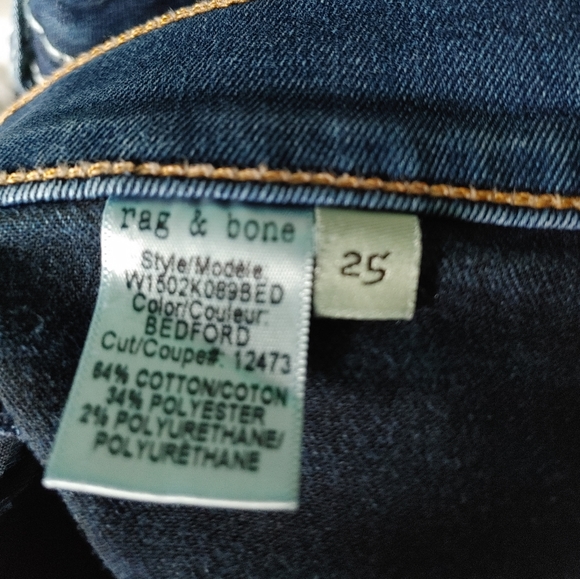 rag & bone
Style/Modèle:
W1502K089BED
Color/Couleur:
BEDFORD
Cut/Coupe#: 12473
64% COTTON/COTON
34% POLYESTER
2% POLYURETHANE/
POLYURÉTHANE
25